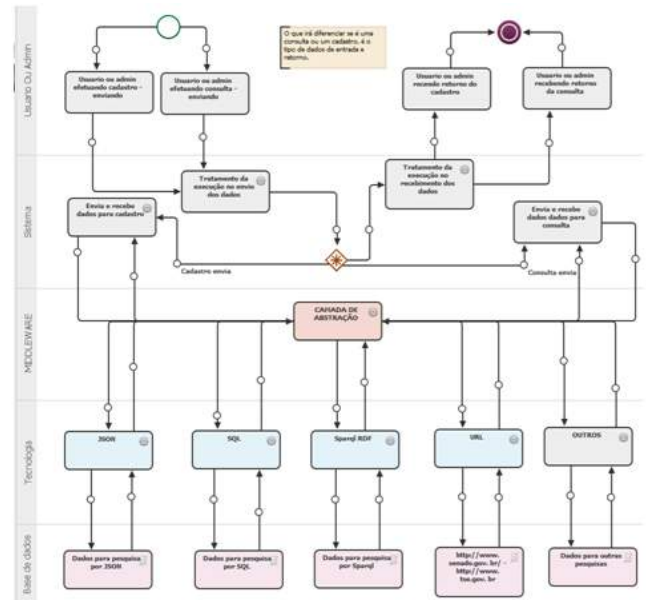 Usuario Ou Admin
O que irá diferenciar se é uma
consulta ou um cadastro, é o
tipo de dados de entrada e
retorno.
Usuario ou admin
efetuando cadastro -
enviando
Usuario ou admin
efetuando consulta -
enviando
Usuario ou admin
recendo retorno do
cadastro
Usuario ou admin
recebendo retorno
da consulta
Sistema
Tratamento da
execução no envio
dos dados
Tratamento da
execução no
recebimento dos
dados
Envia e recebe
dados para cadastro
Envia e recebe
dados dados para
consulta
Cadastro envia
Consulta envia
MIDDLEWARE
CAMADA DE
ABSTRAÇÃO
Tecnologia
JSON
SQL
Sparql RDF
URL
OUTROS
Base de dados
Dados para pesquisa
por JSON
Dados para pesquisa
por SQL
Dados para pesquisa
por Sparql
http://www.
senado.gov.br/ -
http://www.
tse.gov.br
Dados para outras
pesquisas